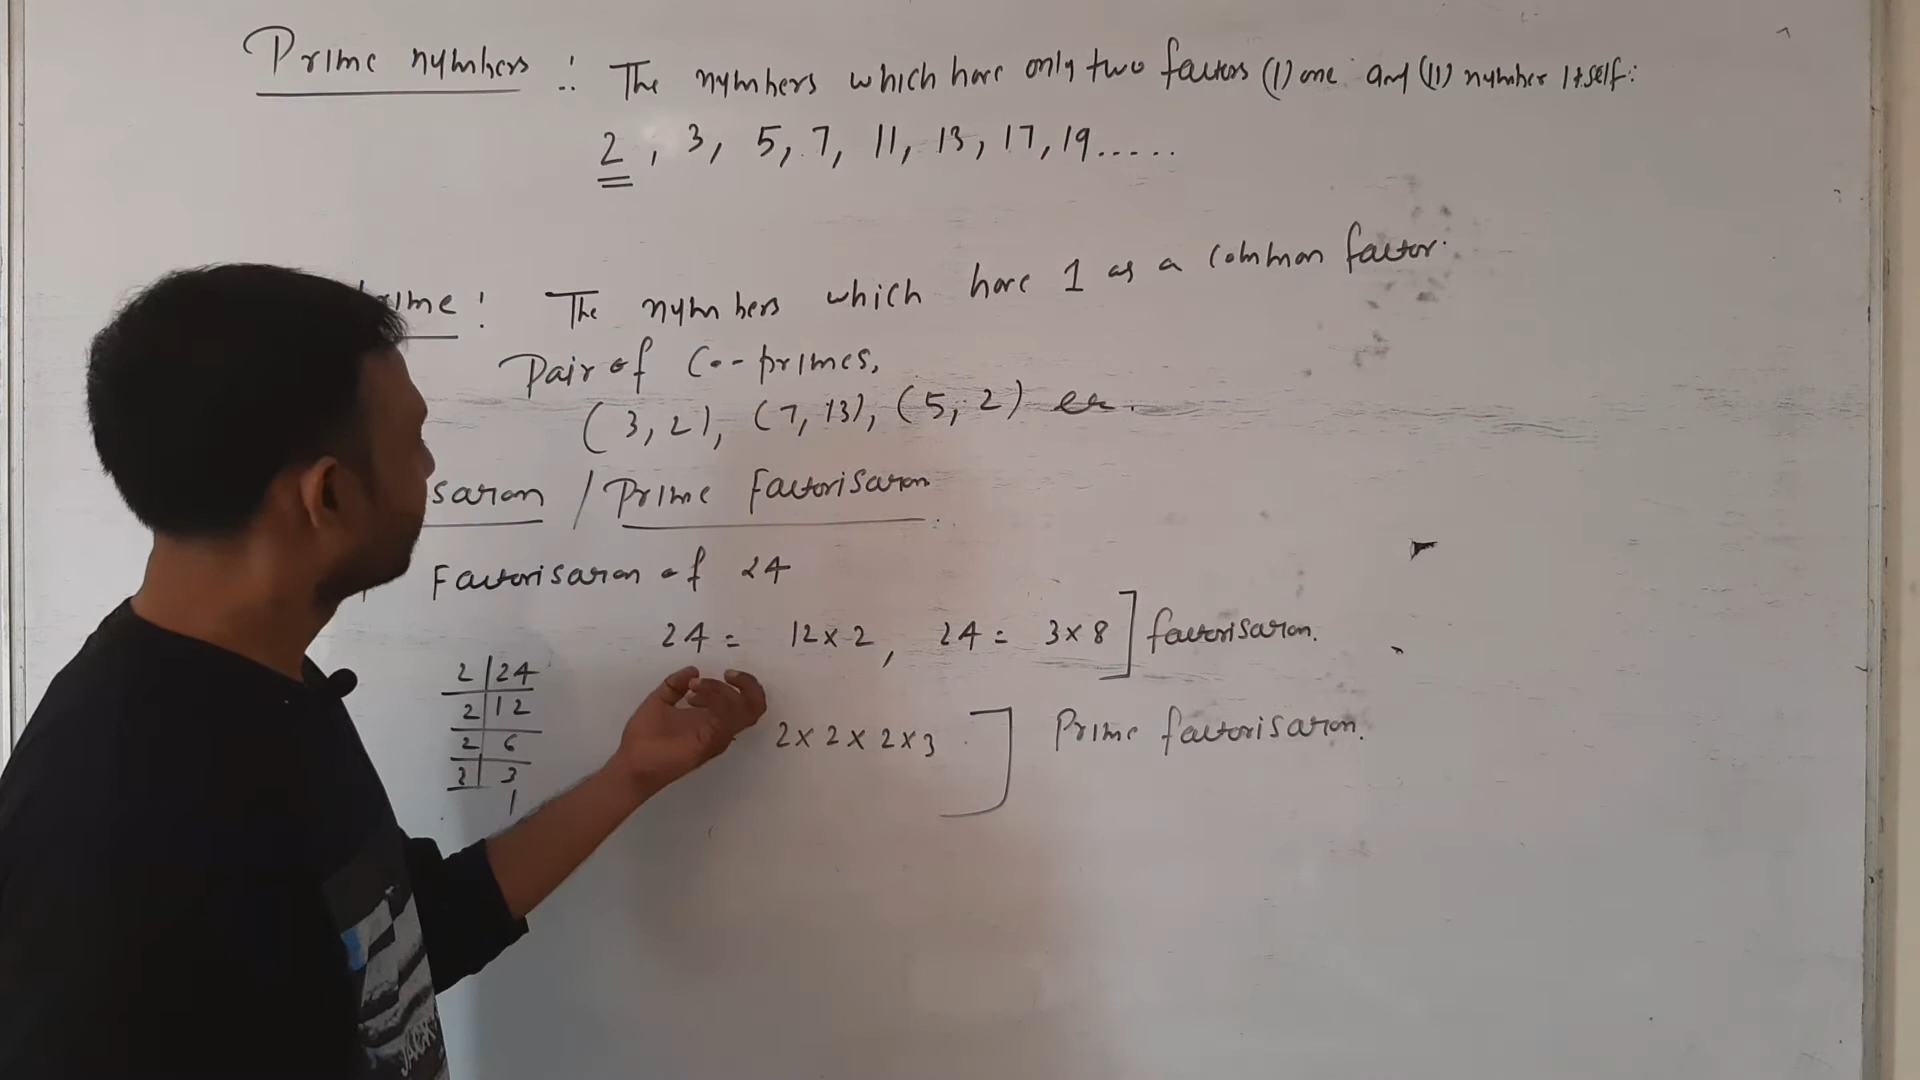 Prime numbers : The numbers which have only two factors (1) one and (11) number itself:
2, 3, 5, 7, 11, 13, 17, 19.....
rime : The numbers which have 1 as a common factor.
Pair of Co-primes,
(3, 2), (7, 13), (5, 2)
sation / Prime Factorisation
Factorisation of 24
24 = 12 x 2, 24 = 3 x 8 ] factorisation.
2 | 24
2 | 12
2 | 6
3 | 3
1
2 x 2 x 2 x 3 ] Prime factorisation.